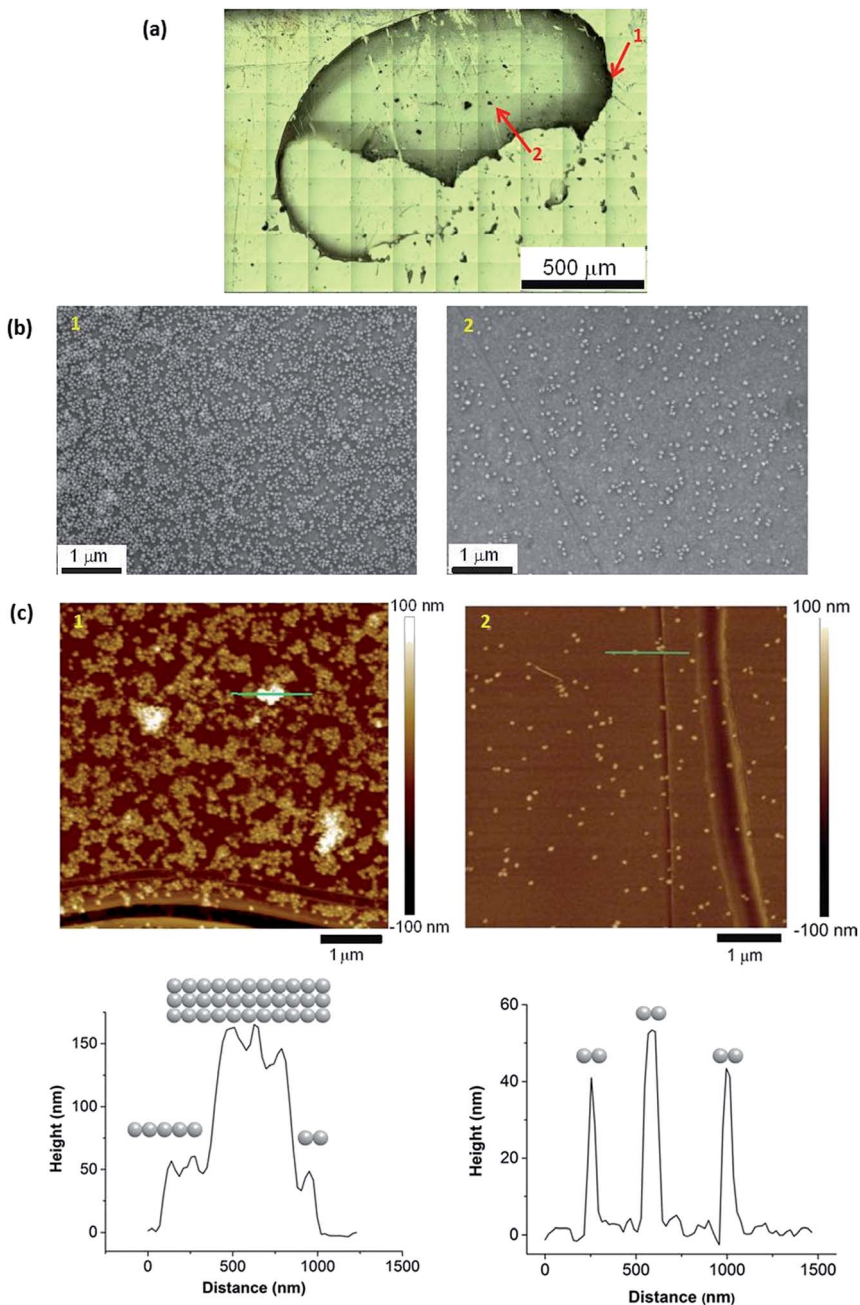 (a)
1
2
500 μm
(b)
1
1 μm
2
1 μm
(c)
1
100 nm
-100 nm
1 μm
2
100 nm
-100 nm
1 μm
Height (nm)
150
100
50
0
0
500
1000
1500
Distance (nm)
Height (nm)
60
40
20
0
0
500
1000
1500
Distance (nm)